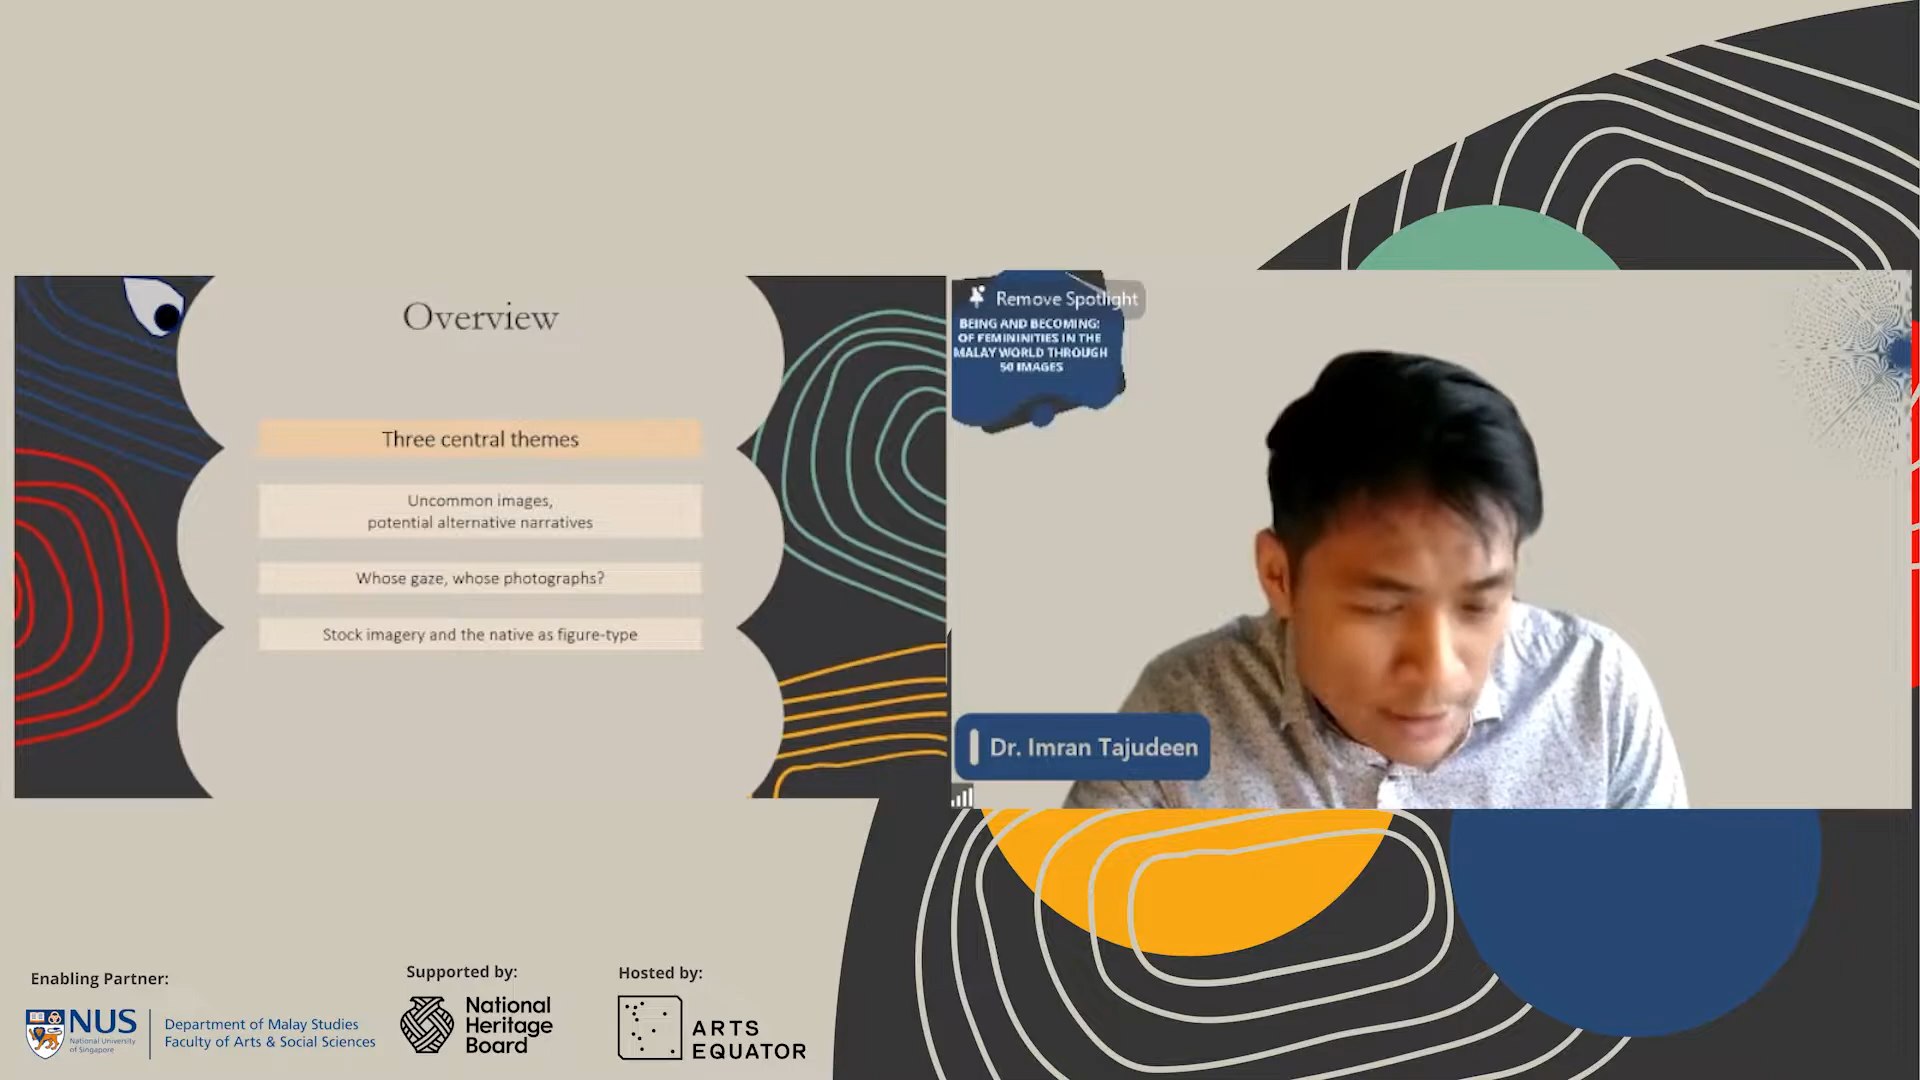 Overview
Three central themes
Uncommon images,
potential alternative narratives
Whose gaze, whose photographs?
Stock imagery and the native as figure-type
Remove Spotlight
BEING AND BECOMING:
OF FEMININITIES IN THE
MALAY WORLD THROUGH
50 IMAGES
Dr. Imran Tajudeen
Enabling Partner:
NUS
National University
of Singapore
Department of Malay Studies
Faculty of Arts & Social Sciences
Supported by:
National
Heritage
Board
Hosted by:
ARTS
EQUATOR